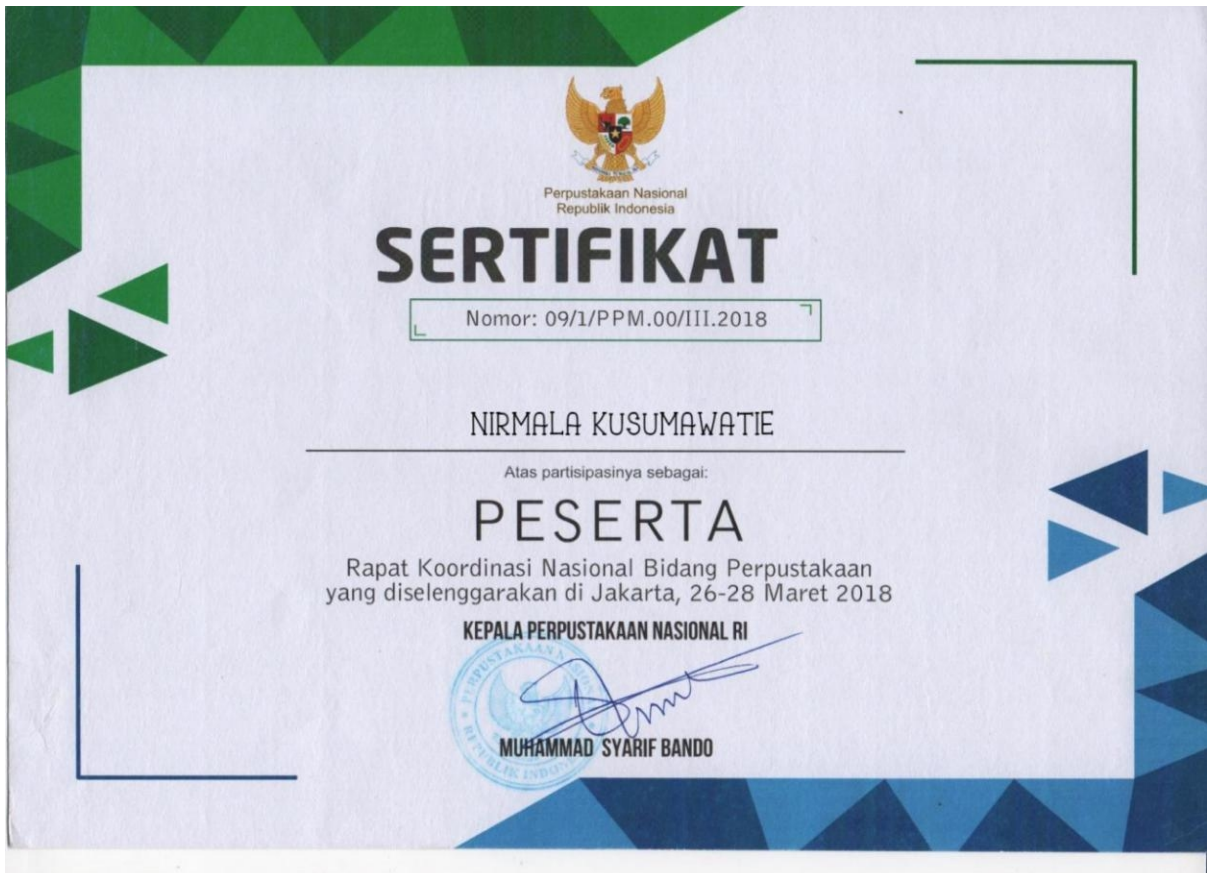 Perpustakaan Nasional
Republik Indonesia
SERTIFIKAT
Nomor: 09/1/PPM.00/III.2018
NIRMALA KUSUMAWATIE
Atas partisipasinya sebagai:
PESERTA
Rapat Koordinasi Nasional Bidang Perpustakaan
yang diselenggarakan di Jakarta, 26-28 Maret 2018
KEPALA PERPUSTAKAAN NASIONAL RI
MUHAMMAD SYARIF BANDO